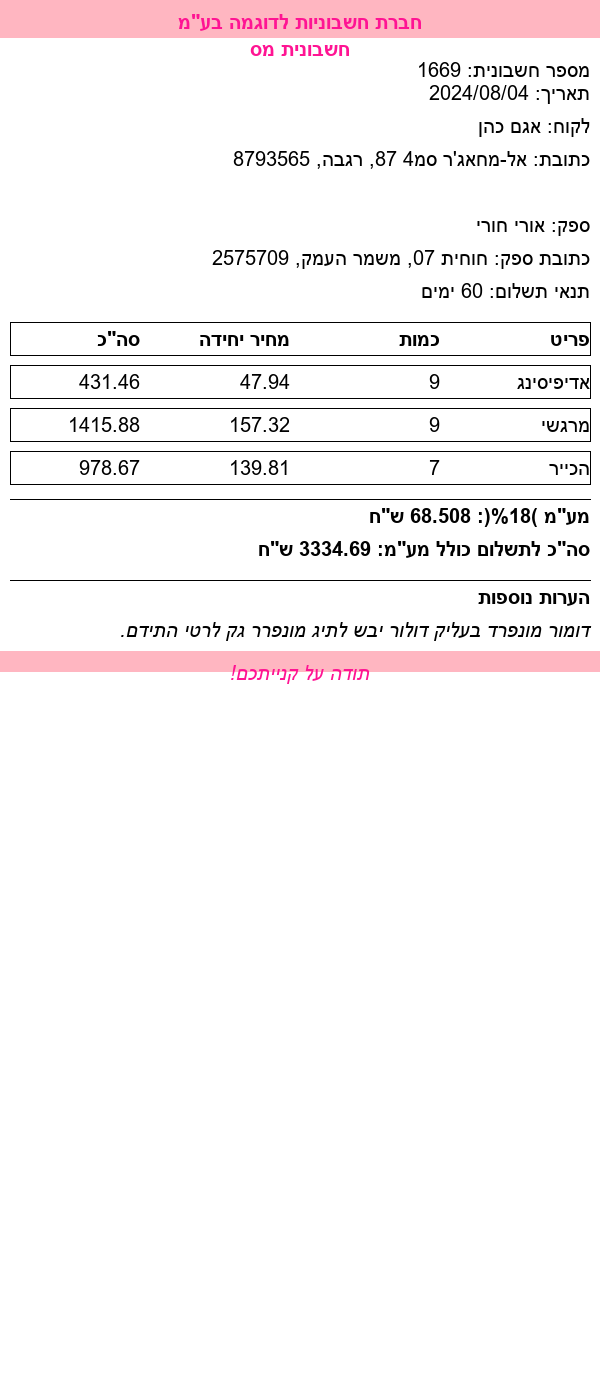 חברת חשבוניות לדוגמה בע"מ
חשבונית מס
מספר חשבונית: 1669
תאריך: 2024/08/04
לקוח: אגם כהן
כתובת: אל-מחאג'ר סמ4 87, רגבה, 8793565
ספק: אורי חורי
כתובת ספק: חוחית 07, משמר העמק, 2575709
תנאי תשלום: 60 ימים
פריט כמות מחיר יחידה סה"כ
אדיפיסינג 9 47.94 431.46
מרגשי 9 157.32 1415.88
הכייר 7 139.81 978.67
מע"מ )18%(: 68.508 ש"ח
סה"כ לתשלום כולל מע"מ: 3334.69 ש"ח
הערות נוספות
דומור מונפרד בעליק דולור יבש לתיג מונפרר גק לרטי התידם.
תודה על קנייתכם!